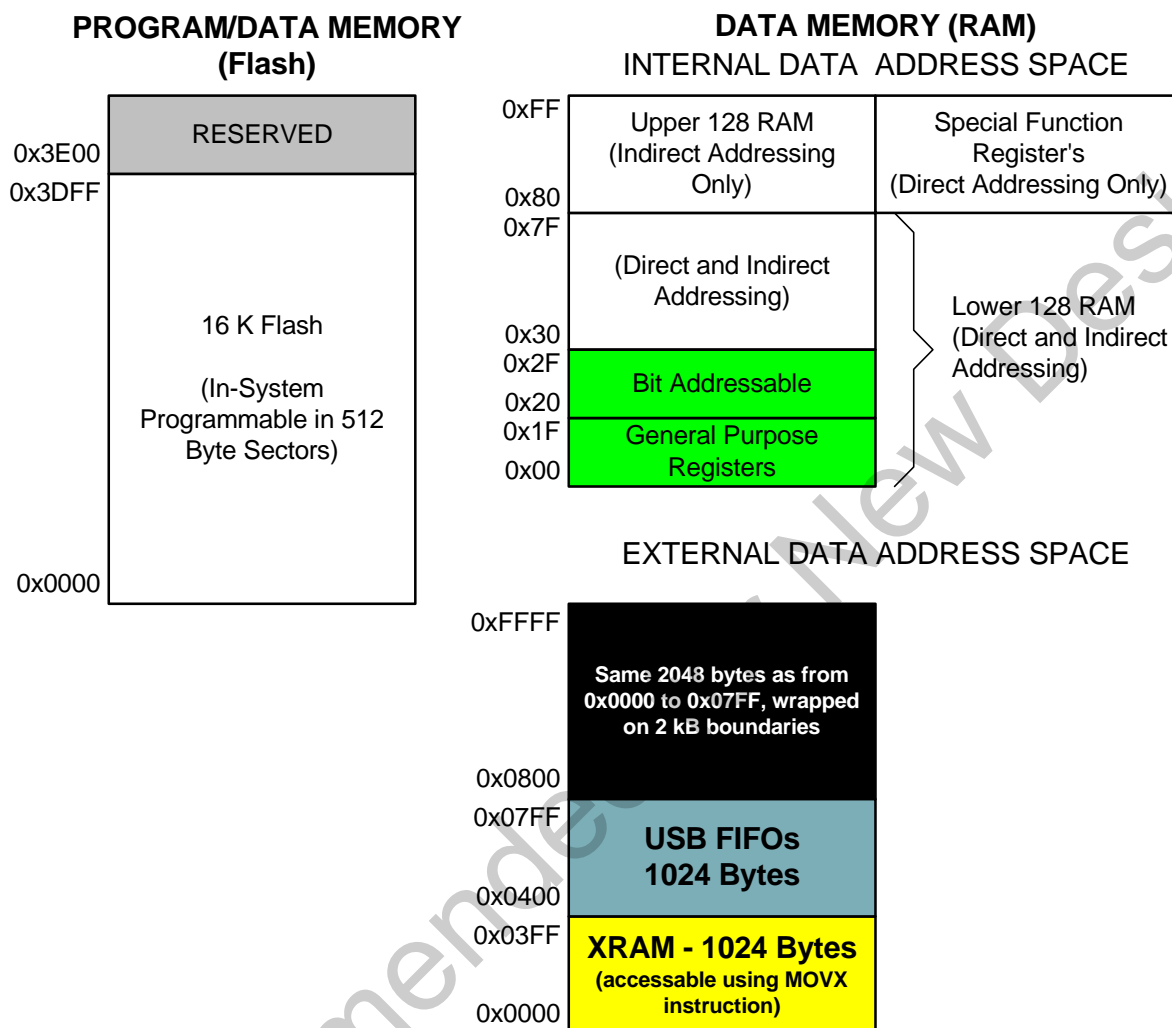 PROGRAM/DATA MEMORY
(Flash)
RESERVED
0x3E00
0x3DFF
16 K Flash
(In-System
Programmable in 512
Byte Sectors)
0x0000
DATA MEMORY (RAM)
INTERNAL DATA ADDRESS SPACE
0xFF
Upper 128 RAM
(Indirect Addressing
Only)
Special Function
Register's
(Direct Addressing Only)
0x80
0x7F
(Direct and Indirect
Addressing)
0x30
0x2F
Bit Addressable
0x20
0x1F
General Purpose
Registers
0x00
Lower 128 RAM
(Direct and Indirect
Addressing)
EXTERNAL DATA ADDRESS SPACE
0xFFFF
Same 2048 bytes as from
0x0000 to 0x07FF, wrapped
on 2 kB boundaries
0x0800
0x07FF
USB FIFOs
1024 Bytes
0x0400
0x03FF
XRAM - 1024 Bytes
(accessable using MOVX
instruction)
0x0000
New